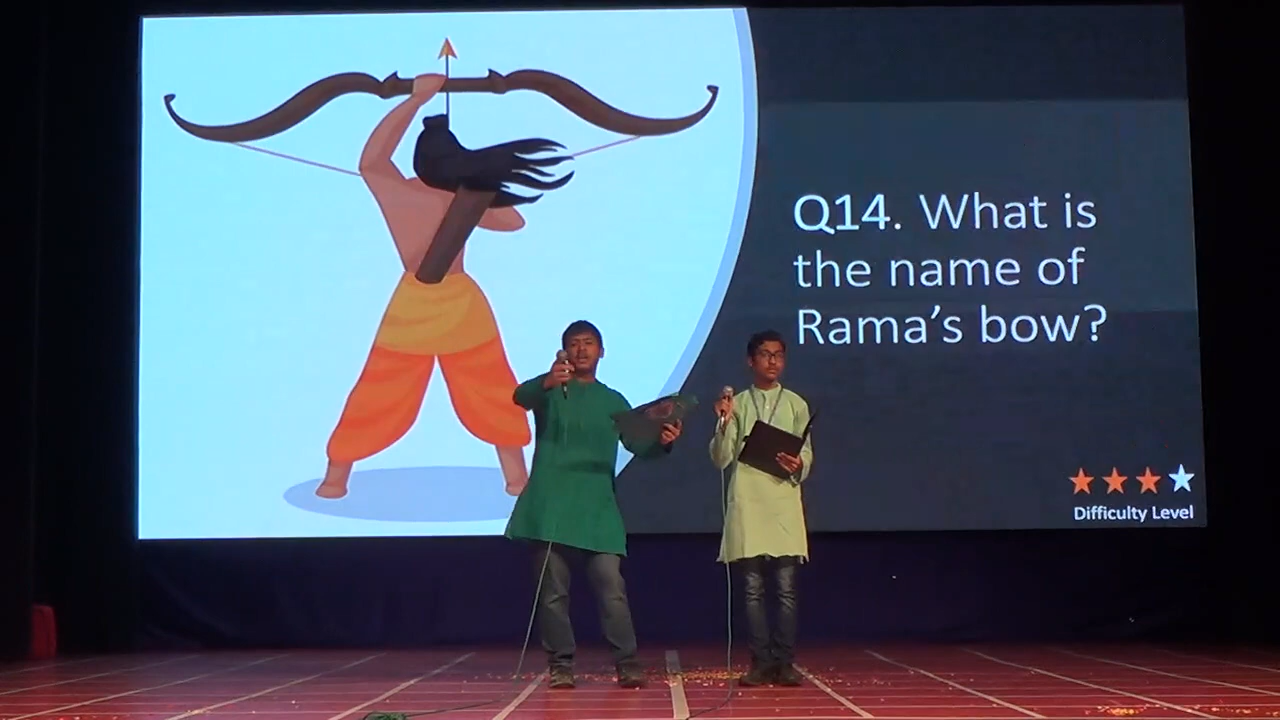 Q14. What is
the name of
Rama's bow?
Difficulty Level